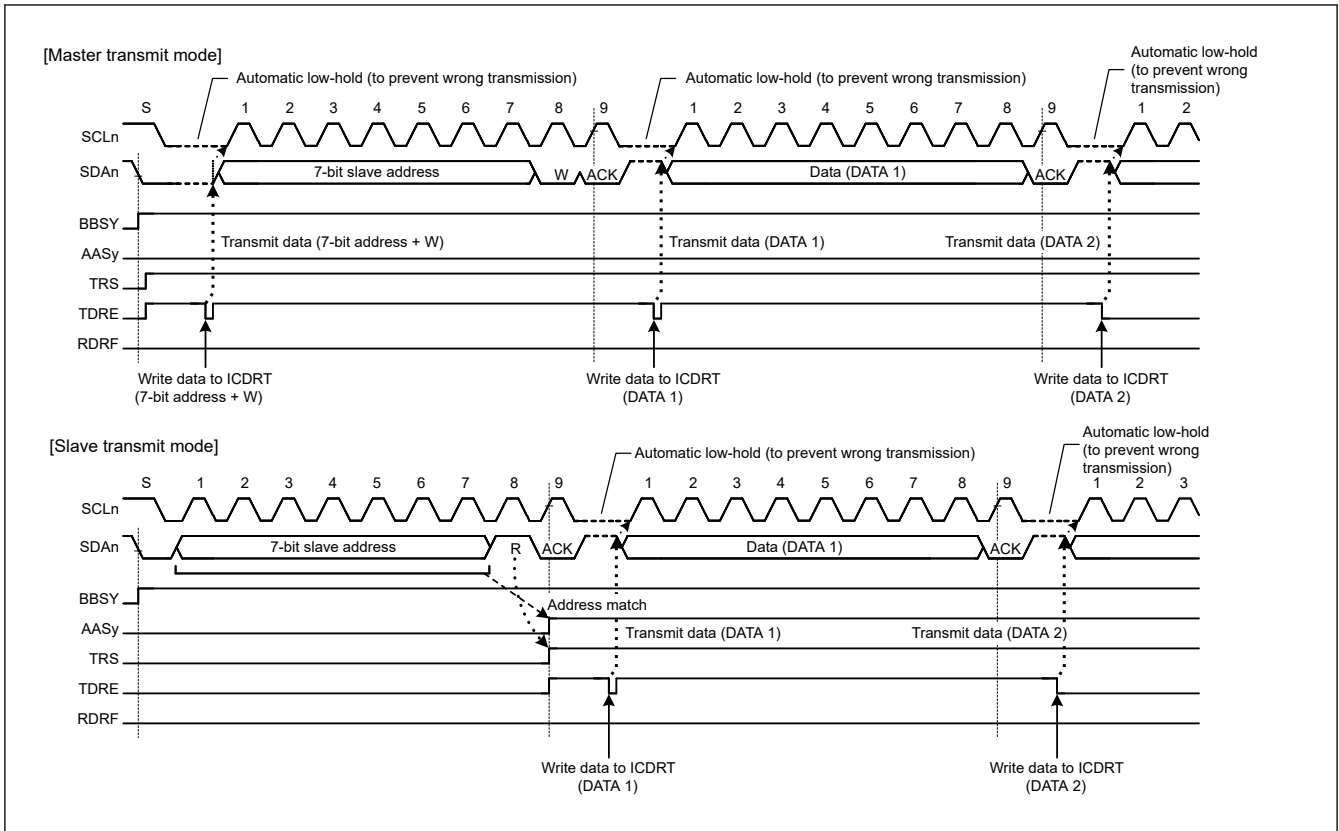 [Master transmit mode]
Automatic low-hold (to prevent wrong transmission)
Automatic low-hold (to prevent wrong transmission)
Automatic low-hold
(to prevent wrong
transmission)
S 1 2 3 4 5 6 7 8 9 1 2 3 4 5 6 7 8 9 1 2
SCLn
SDAn 7-bit slave address W ACK Data (DATA 1) ACK
BBSY
Transmit data (7-bit address + W) Transmit data (DATA 1) Transmit data (DATA 2)
AASy
TRS
TDRE
RDRF
Write data to ICDRT
(7-bit address + W)
Write data to ICDRT
(DATA 1)
Write data to ICDRT
(DATA 2)
[Slave transmit mode]
Automatic low-hold (to prevent wrong transmission)
Automatic low-hold
(to prevent wrong
transmission)
S 1 2 3 4 5 6 7 8 9 1 2 3 4 5 6 7 8 9 1 2 3
SCLn
SDAn 7-bit slave address R ACK Data (DATA 1) ACK
BBSY
Address match
AASy
Transmit data (DATA 1) Transmit data (DATA 2)
TRS
TDRE
RDRF
Write data to ICDRT
(DATA 1)
Write data to ICDRT
(DATA 2)